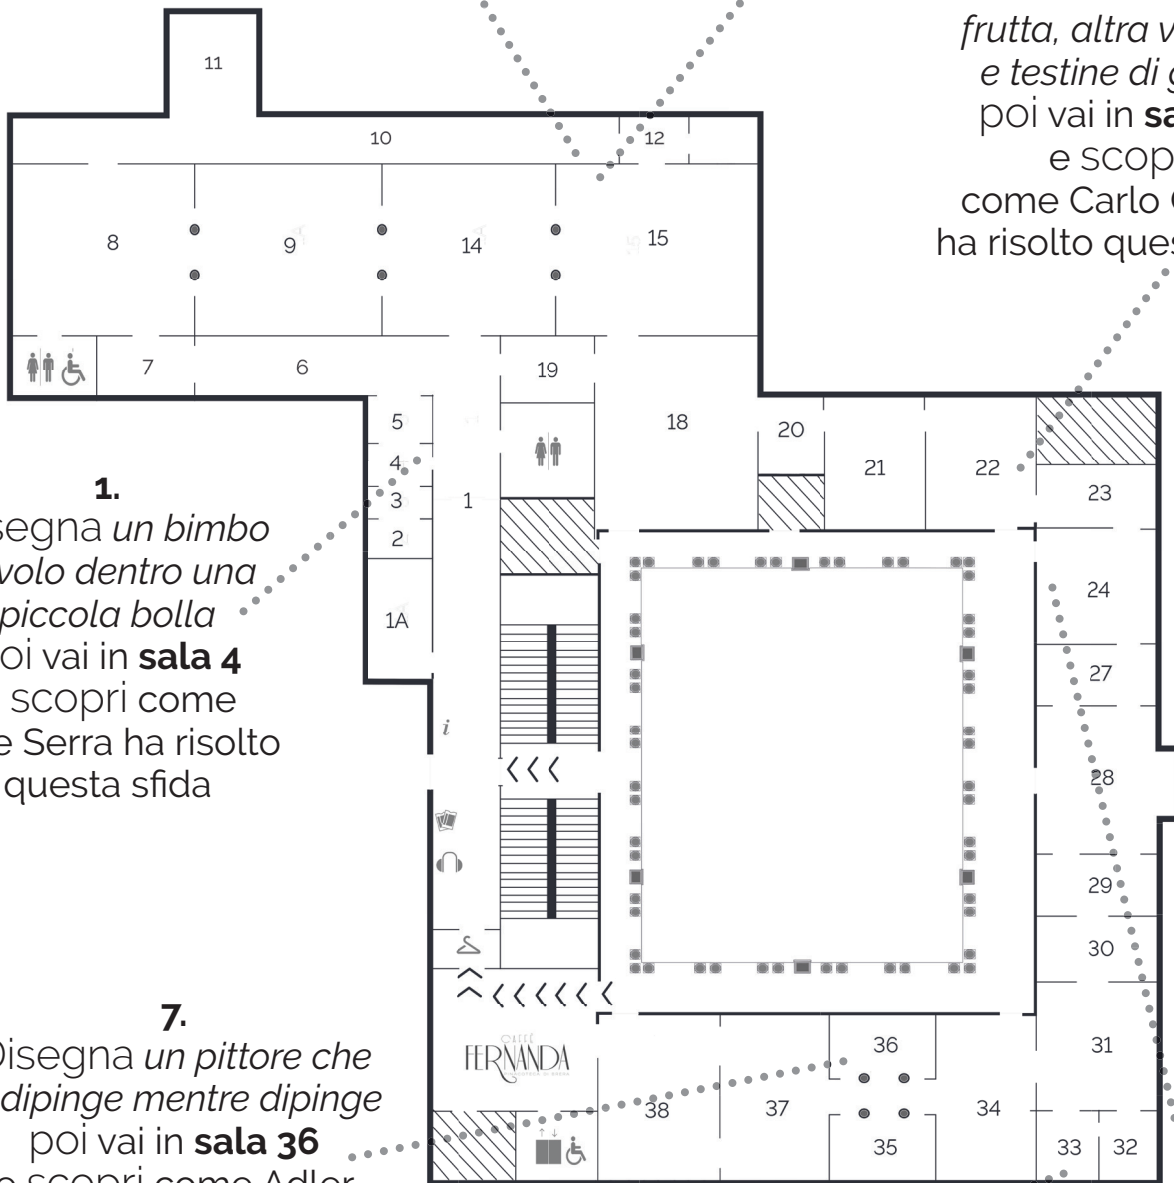 frutta, altra v
e testine di g
poi vai in sa
e scop
come Carlo C
ha risolto ques
11
10
12
8
9
14
15
7
6
19
5
18
20
4
21
22
3
1
23
2
24
1A
27
28
29
30
31
36
38
37
34
35
33
32
i
1.
segna un bimbo
volo dentro una
piccola bolla
oi vai in sala 4
scopri come
e Serra ha risolto
questa sfida
FERNANDA
7.
Disegna un pittore che
dipinge mentre dipinge
poi vai in sala 36
e scopri come Adler